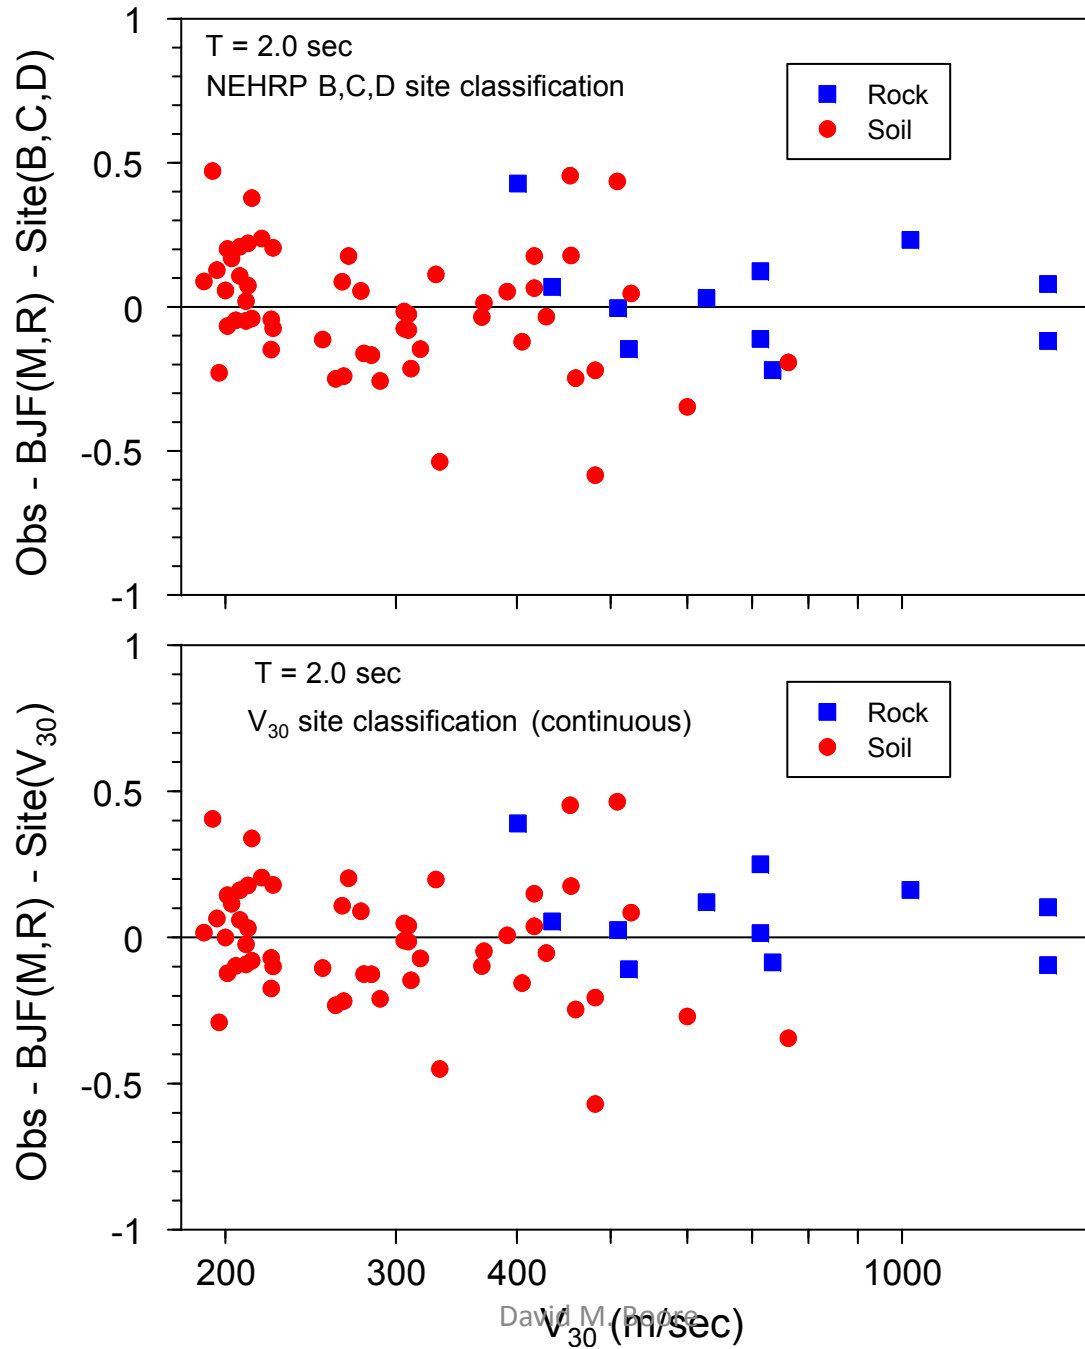 1
T = 2.0 sec
NEHRP B,C,D site classification
Rock
Soil
0.5
0
-0.5
-1
Obs - BJF(M,R) - Site(B,C,D)
1
T = 2.0 sec
V30 site classification (continuous)
Rock
Soil
0.5
0
-0.5
-1
Obs - BJF(M,R) - Site(V30)
200 300 400 1000
V30 (m/sec)
David M. Boore